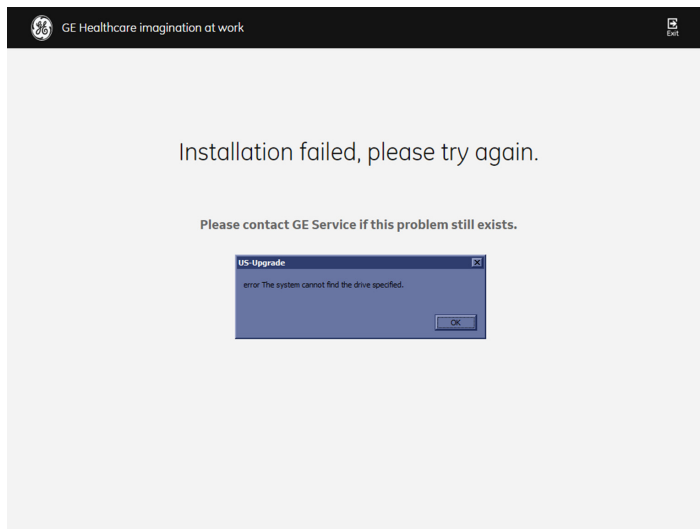 GE Healthcare imagination at work
Exit
Installation failed, please try again.
Please contact GE Service if this problem still exists.
US-Upgrade
error The system cannot find the drive specified.
OK